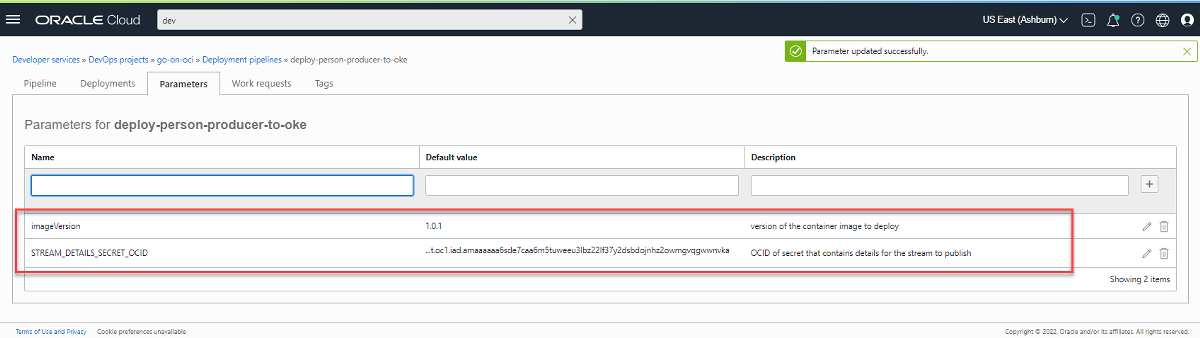 ORACLE Cloud
dev
US East (Ashburn)
Parameter updated successfully.
Developer services » DevOps projects » go-on-oci » Deployment pipelines » deploy-person-producer-to-oke
Pipeline Deployments Parameters Work requests Tags
Parameters for deploy-person-producer-to-oke
Name Default value Description
imageVersion 1.0.1 version of the container image to deploy
STREAM_DETAILS_SECRET_OCID OCID of secret that contains details for the stream to publish
Showing 2 items
Terms of Use and Privacy Cookie preferences unavailable
Copyright © 2022, Oracle and/or its affiliates. All rights reserved.